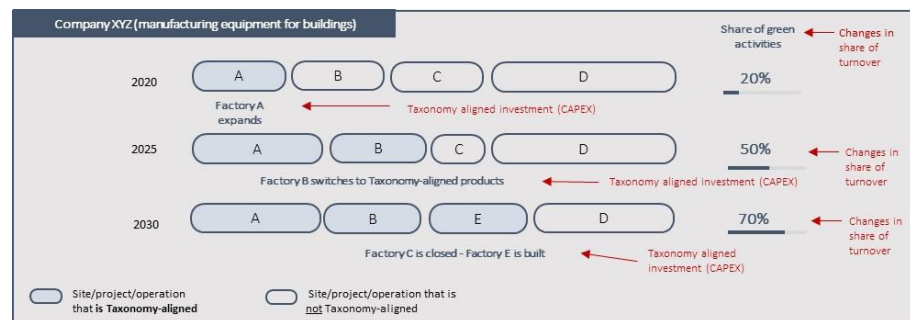 Company XYZ (manufacturing equipment for buildings)
Share of green
activities
Changes in
share of
turnover
2020
A
B
C
D
20%
Factory A
expands
Taxonomy aligned investment (CAPEX)
2025
A
B
C
D
50%
Changes in
share of
turnover
Factory B switches to Taxonomy-aligned products
Taxonomy aligned investment (CAPEX)
2030
A
B
E
D
70%
Changes in
share of
turnover
Factory C is closed - Factory E is built
Taxonomy aligned
investment (CAPEX)
Site/project/operation
that is Taxonomy-aligned
Site/project/operation that is
not Taxonomy-aligned